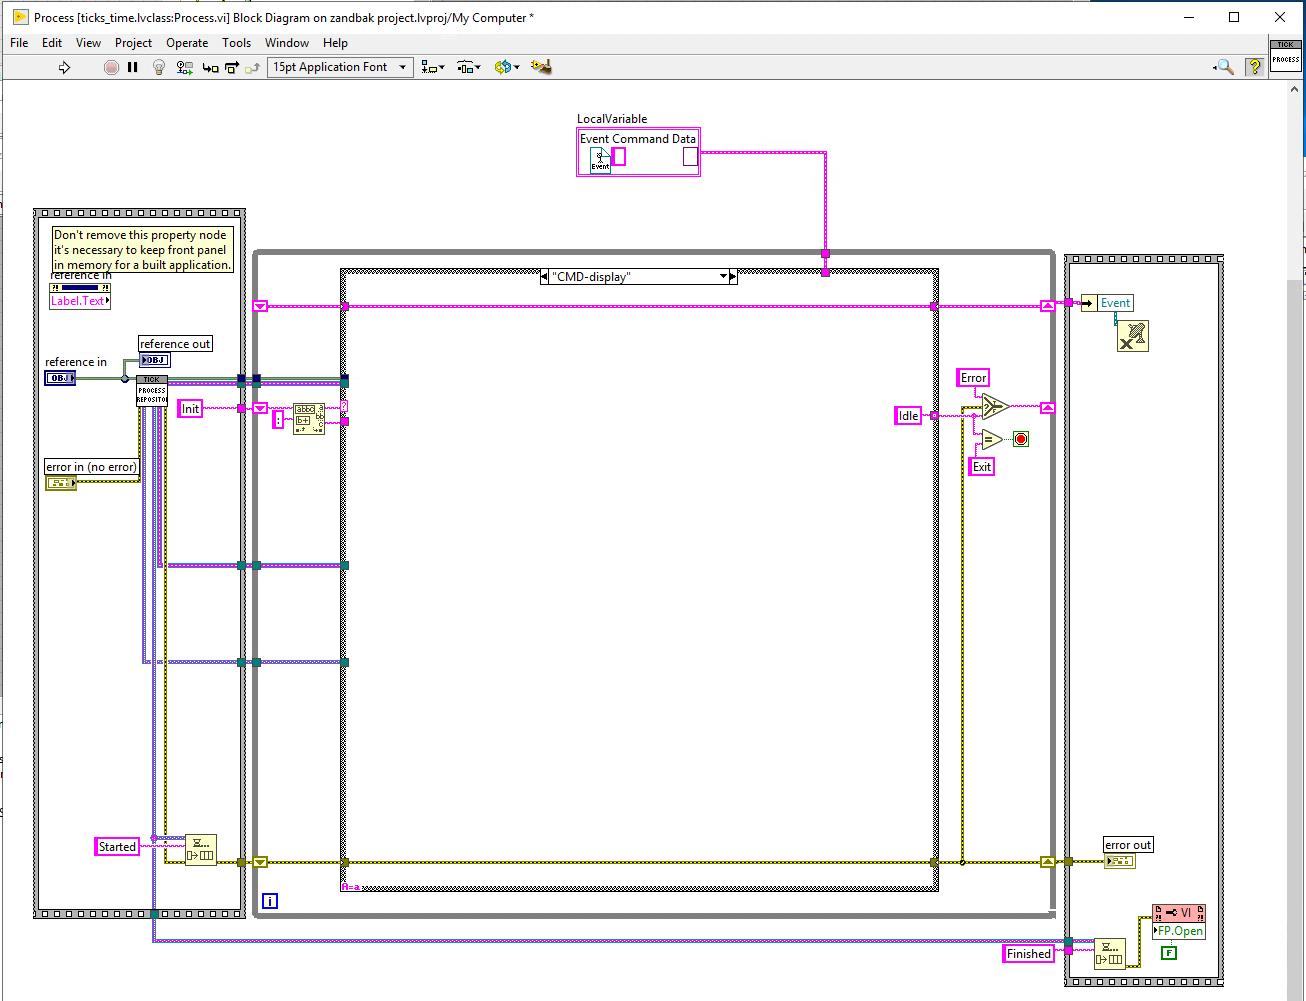 Process [ticks_time.lvclass:Process.vi] Block Diagram on zandbak project.lvproj/My Computer *
File Edit View Project Operate Tools Window Help
TICK
PROCESS
15pt Application Font
?
LocalVariable
Event Command Data
Event
Don't remove this property node
it's necessary to keep front panel
in memory for a built application.
reference in
Label.Text
"CMD-display"
Event
reference out
OBJ
reference in
OBJ
TICK
PROCESS
REPOSITOR
Init
:
Error
Idle
Exit
error in (no error)
Started
A=a
i
error out
VI
FP.Open
F
Finished